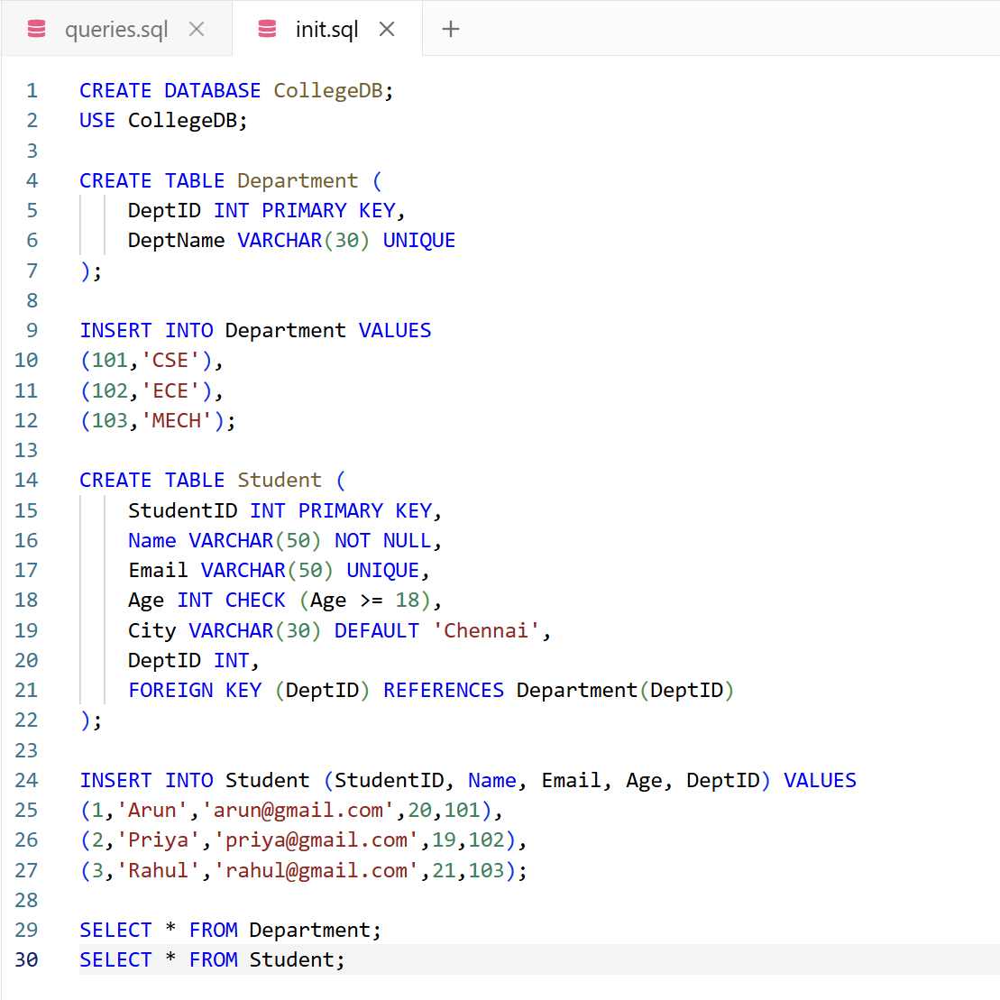 queries.sql
init.sql
1 CREATE DATABASE CollegeDB;
2 USE CollegeDB;
3
4 CREATE TABLE Department (
5     DeptID INT PRIMARY KEY,
6     DeptName VARCHAR(30) UNIQUE
7 );
8
9 INSERT INTO Department VALUES
10 (101,'CSE'),
11 (102,'ECE'),
12 (103,'MECH');
13
14 CREATE TABLE Student (
15     StudentID INT PRIMARY KEY,
16     Name VARCHAR(50) NOT NULL,
17     Email VARCHAR(50) UNIQUE,
18     Age INT CHECK (Age >= 18),
19     City VARCHAR(30) DEFAULT 'Chennai',
20     DeptID INT,
21     FOREIGN KEY (DeptID) REFERENCES Department(DeptID)
22 );
23
24 INSERT INTO Student (StudentID, Name, Email, Age, DeptID) VALUES
25 (1,'Arun','arun@gmail.com',20,101),
26 (2,'Priya','priya@gmail.com',19,102),
27 (3,'Rahul','rahul@gmail.com',21,103);
28
29 SELECT * FROM Department;
30 SELECT * FROM Student;